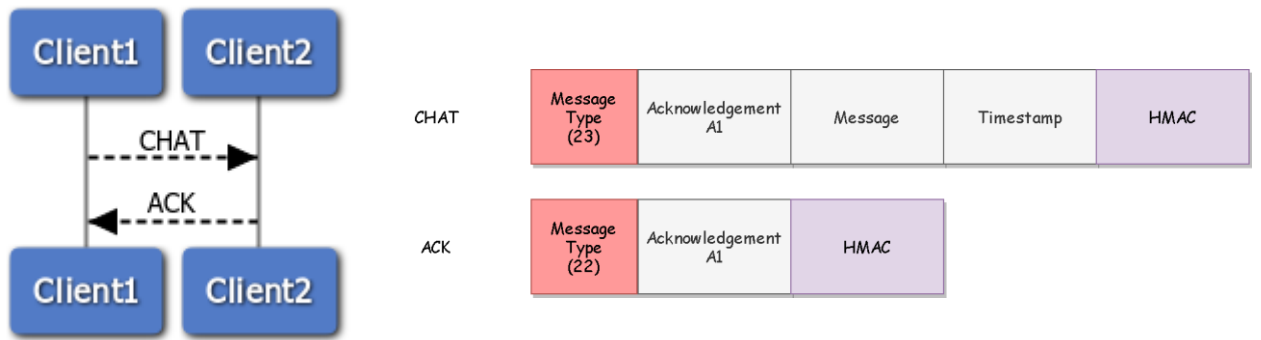 Client1
Client2
CHAT
ACK
Client1
Client2
CHAT
Message
Type
(23)
Acknowledgement
A1
Message
Timestamp
HMAC
ACK
Message
Type
(22)
Acknowledgement
A1
HMAC